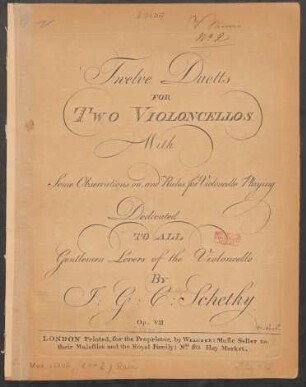 Twelve Duetts
FOR
TWO VIOLONCELLOS
With
Some Observations on, and Rules for Violoncello Playing
Dedicated
TO ALL
Gentlemen Lovers of the Violoncello
BY
J. G. C. Schetky
Op. VII
LONDON Printed, for the Proprietor, by WELCKER Musick Seller to
their Majesties and the Royal Family; No 80 Hay Market.